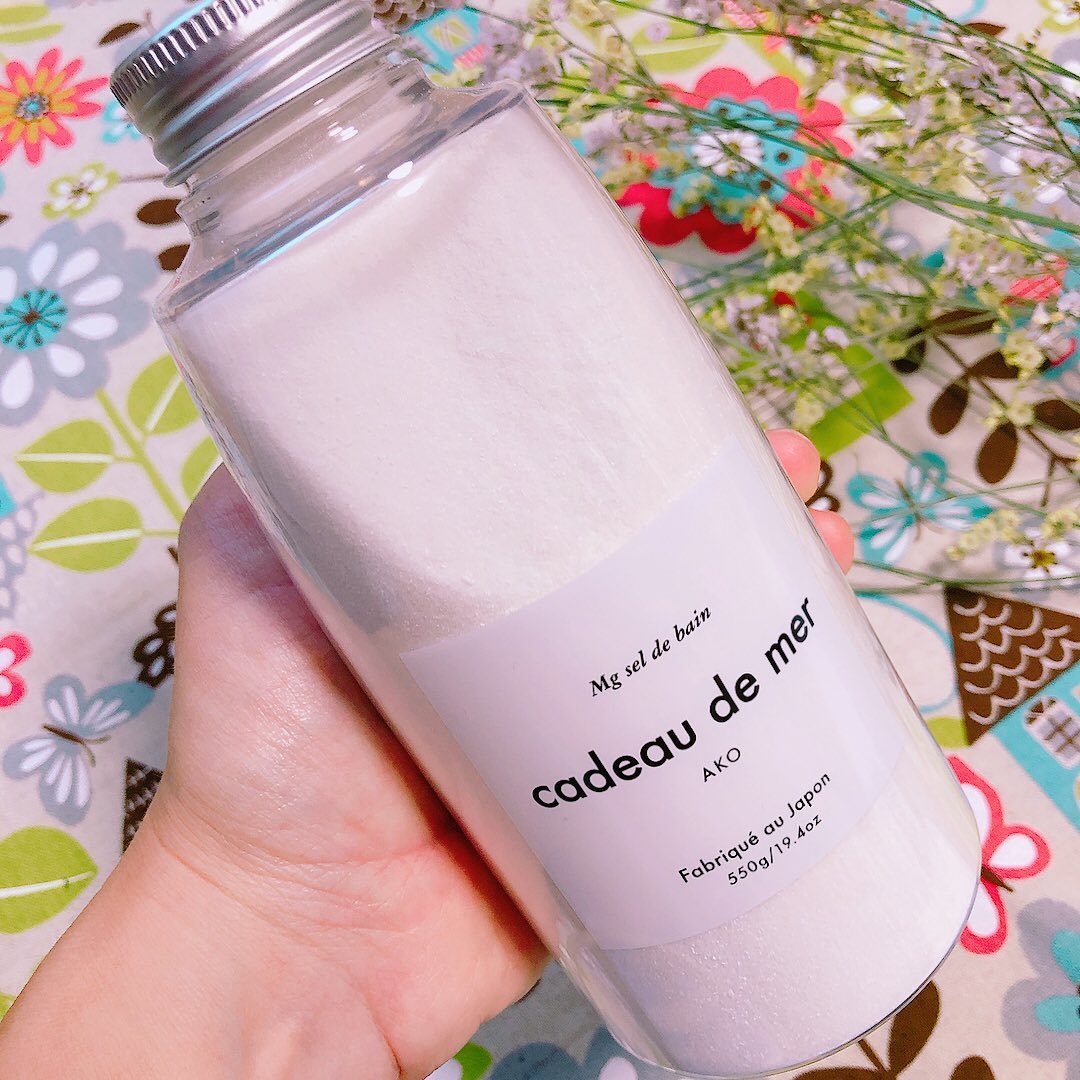 Mg sel de bain
cadeau de mer
AKO
Fabriqué au Japon
550g/19.4oz